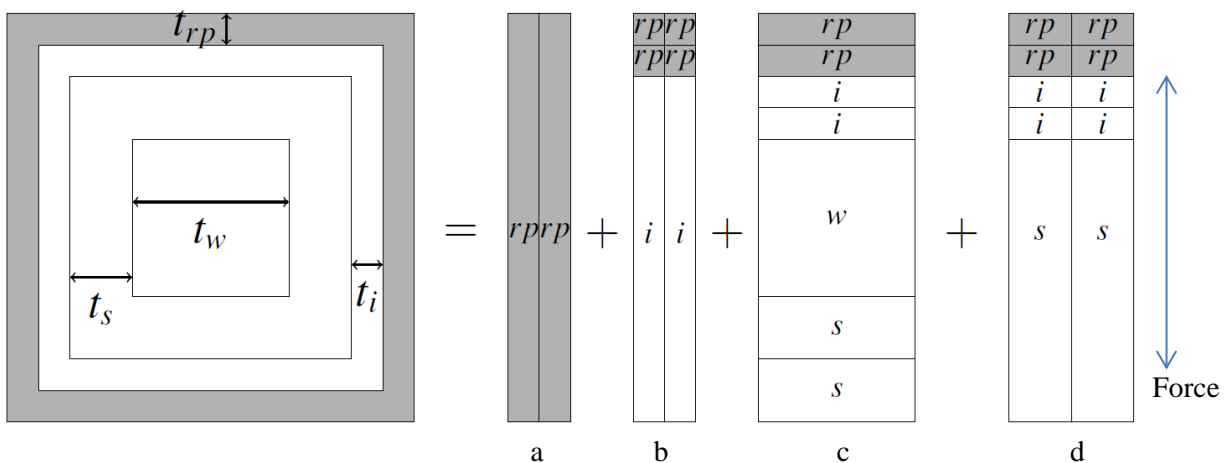 t_rp
t_w
t_s
t_i
=
rp rp
+
rp rp
rp rp
i i
+
rp
rp
i
i
w
s
s
+
rp rp
rp rp
i i
i i
s s
Force
a b c d